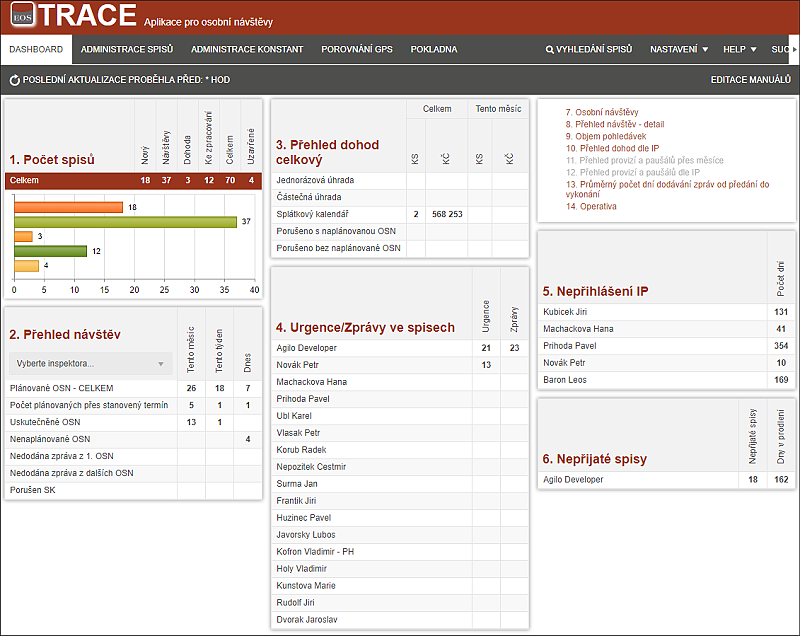 EOS TRACE Aplikace pro osobní návštěvy
DASHBOARD ADMINISTRACE SPISŮ ADMINISTRACE KONSTANT POROVNÁNÍ GPS POKLADNA VYHLEDÁNÍ SPISŮ NASTAVENÍ HELP SUC
POSLEDNÍ AKTUALIZACE PROBĚHLA PŘED: * HOD EDITACE MANUÁLŮ
1. Počet spisů Nový Návštěvy Dohoda Ke zpracování Celkem Uzavřené
Celkem 18 37 3 12 70 4
18
37
3
12
4
0 5 10 15 20 25 30 35 40
2. Přehled návštěv Tento měsíc Tento týden Dnes
Vyberte inspektora...
Plánované OSN - CELKEM 26 18 7
Počet plánovaných přes stanovený termín 5 1 1
Uskutečněné OSN 13 1
Nenaplánované OSN 4
Nedodána zpráva z 1. OSN
Nedodána zpráva z dalších OSN
Porušen SK
Celkem Tento měsíc
3. Přehled dohod
celkový KS KČ KS KČ
Jednorázová úhrada
Částečná úhrada
Splátkový kalendář 2 568 253
Porušeno s naplánovanou OSN
Porušeno bez naplánované OSN
4. Urgence/Zprávy ve spisech Urgence Zprávy
Agilo Developer 21 23
Novák Petr 13
Machackova Hana
Prihoda Pavel
Ubl Karel
Vlasak Petr
Korub Radek
Nepozitek Cestmir
Surma Jan
Frantik Jiri
Huzinec Pavel
Javorsky Lubos
Kofron Vladimir - PH
Holy Vladimir
Kunstova Marie
Rudolf Jiri
Dvorak Jaroslav
7. Osobní návštěvy
8. Přehled návštěv - detail
9. Objem pohledávek
10. Přehled dohod dle IP
11. Přehled provizí a paušálů přes měsíce
12. Přehled provizí a paušálů dle IP
13. Průměrný počet dní dodávání zpráv od předání do
vykonání
14. Operativa
5. Nepřihlášení IP Počet dní
Kubicek Jiri 131
Machackova Hana 41
Prihoda Pavel 354
Novák Petr 10
Baron Leos 169
6. Nepřijaté spisy Nepřijaté spisy Dny v prodlení
Agilo Developer 18 162